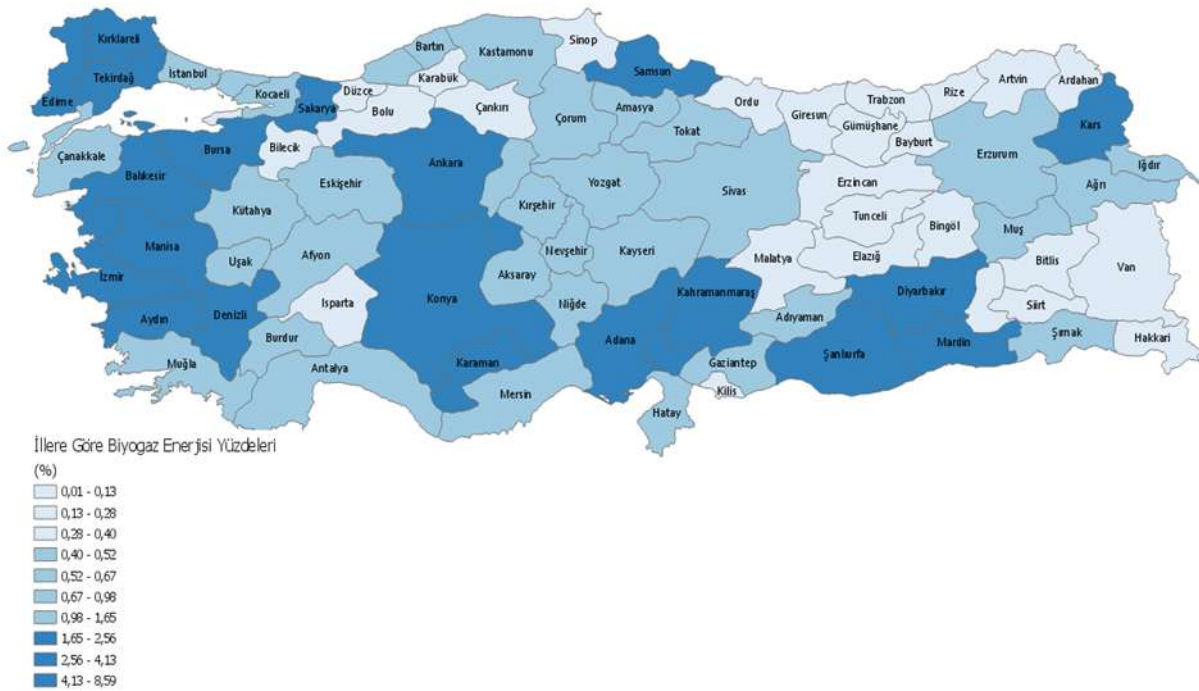 Kırklareli
Tekirdağ
Edirne
İstanbul
Kocaeli
Sakarya
Düzce
Bolu
Bartın
Karabük
Kastamonu
Sinop
Çankırı
Samsun
Amasya
Çorum
Tokat
Ordu
Giresun
Trabzon
Gümüşhane
Bayburt
Rize
Artvin
Ardahan
Kars
Erzurum
Iğdır
Ağrı
Çanakkale
Balıkesir
Bursa
Bilecik
Eskişehir
Kütahya
Ankara
Kırşehir
Yozgat
Sivas
Erzincan
Tunceli
Bingöl
Muş
Bitlis
Van
Manisa
Uşak
Afyon
İzmir
Aydın
Denizli
Isparta
Burdur
Muğla
Antalya
Konya
Karaman
Aksaray
Nevşehir
Niğde
Kayseri
Mersin
Adana
Kahramanmaraş
Malatya
Elazığ
Adıyaman
Gaziantep
Kilis
Hatay
Şanlıurfa
Diyarbakır
Mardin
Siirt
Şırnak
Hakkari
İllere Göre Biyogaz Enerjisi Yüzdeleri
(%)
0,01 - 0,13
0,13 - 0,28
0,28 - 0,40
0,40 - 0,52
0,52 - 0,67
0,67 - 0,98
0,98 - 1,65
1,65 - 2,56
2,56 - 4,13
4,13 - 8,59